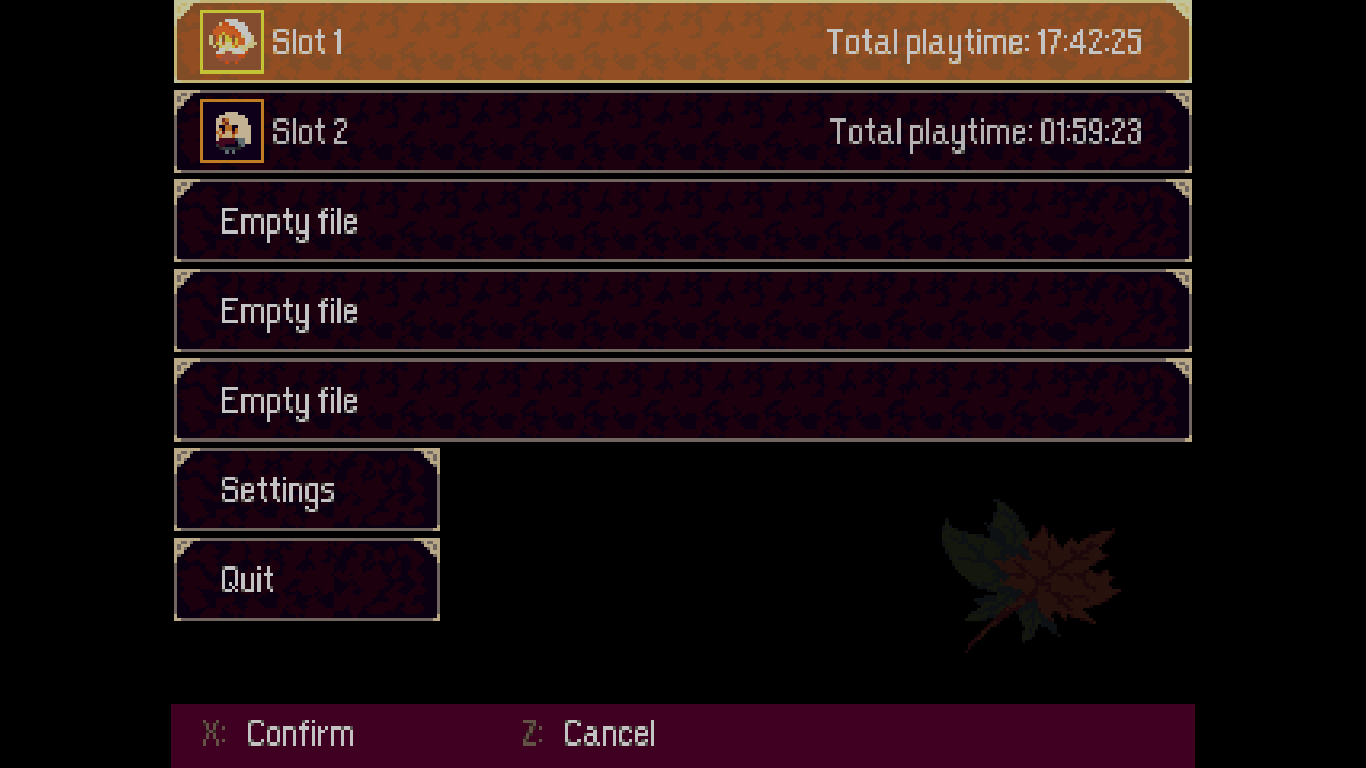 Slot 1 Total playtime: 17:42:25
Slot 2 Total playtime: 01:59:23
Empty file
Empty file
Empty file
Settings
Quit
X: Confirm Z: Cancel